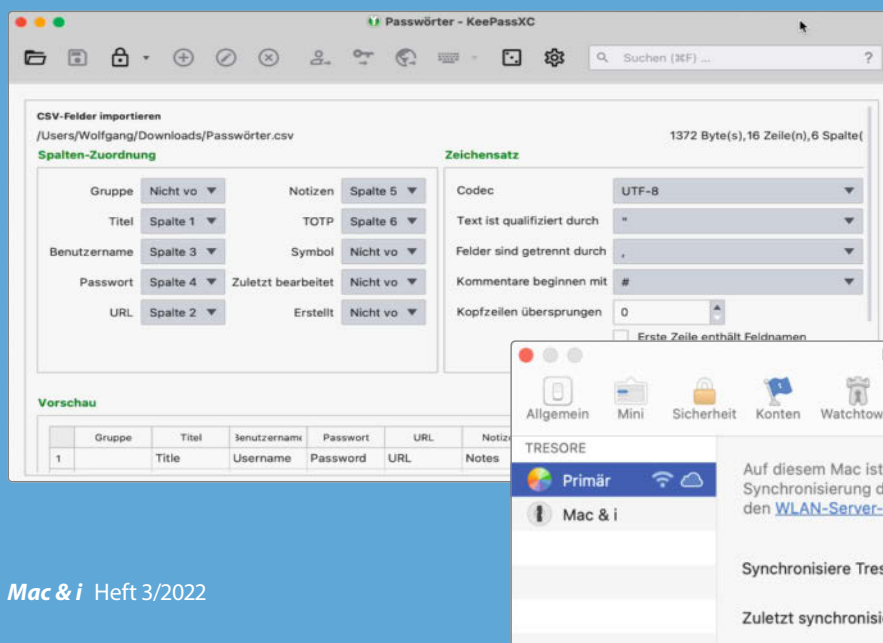 Passwörter - KeePassXC
Suchen (⌘F) ... ?
CSV-Felder importieren
/Users/Wolfgang/Downloads/Passwörter.csv 1372 Byte(s),16 Zeile(n),6 Spalte(
Spalten-Zuordnung
Gruppe Nicht vo Notizen Spalte 5
Titel Spalte 1 TOTP Spalte 6
Benutzername Spalte 3 Symbol Nicht vo
Passwort Spalte 4 Zuletzt bearbeitet Nicht vo
URL Spalte 2 Erstellt Nicht vo
Zeichensatz
Codec UTF-8
Text ist qualifiziert durch "
Felder sind getrennt durch ,
Kommentare beginnen mit #
Kopfzeilen übersprungen 0
Erste Zeile enthält Feldnamen
Vorschau
Gruppe Titel Benutzername Passwort URL Notiz
1 Title Username Password URL Notes
Allgemein Mini Sicherheit Konten Watchtow
TRESORE
Primär
Mac & i
Auf diesem Mac ist
Synchronisierung d
den WLAN-Server-
Synchronisiere Tres
Zuletzt synchronisi
Mac & i Heft 3/2022